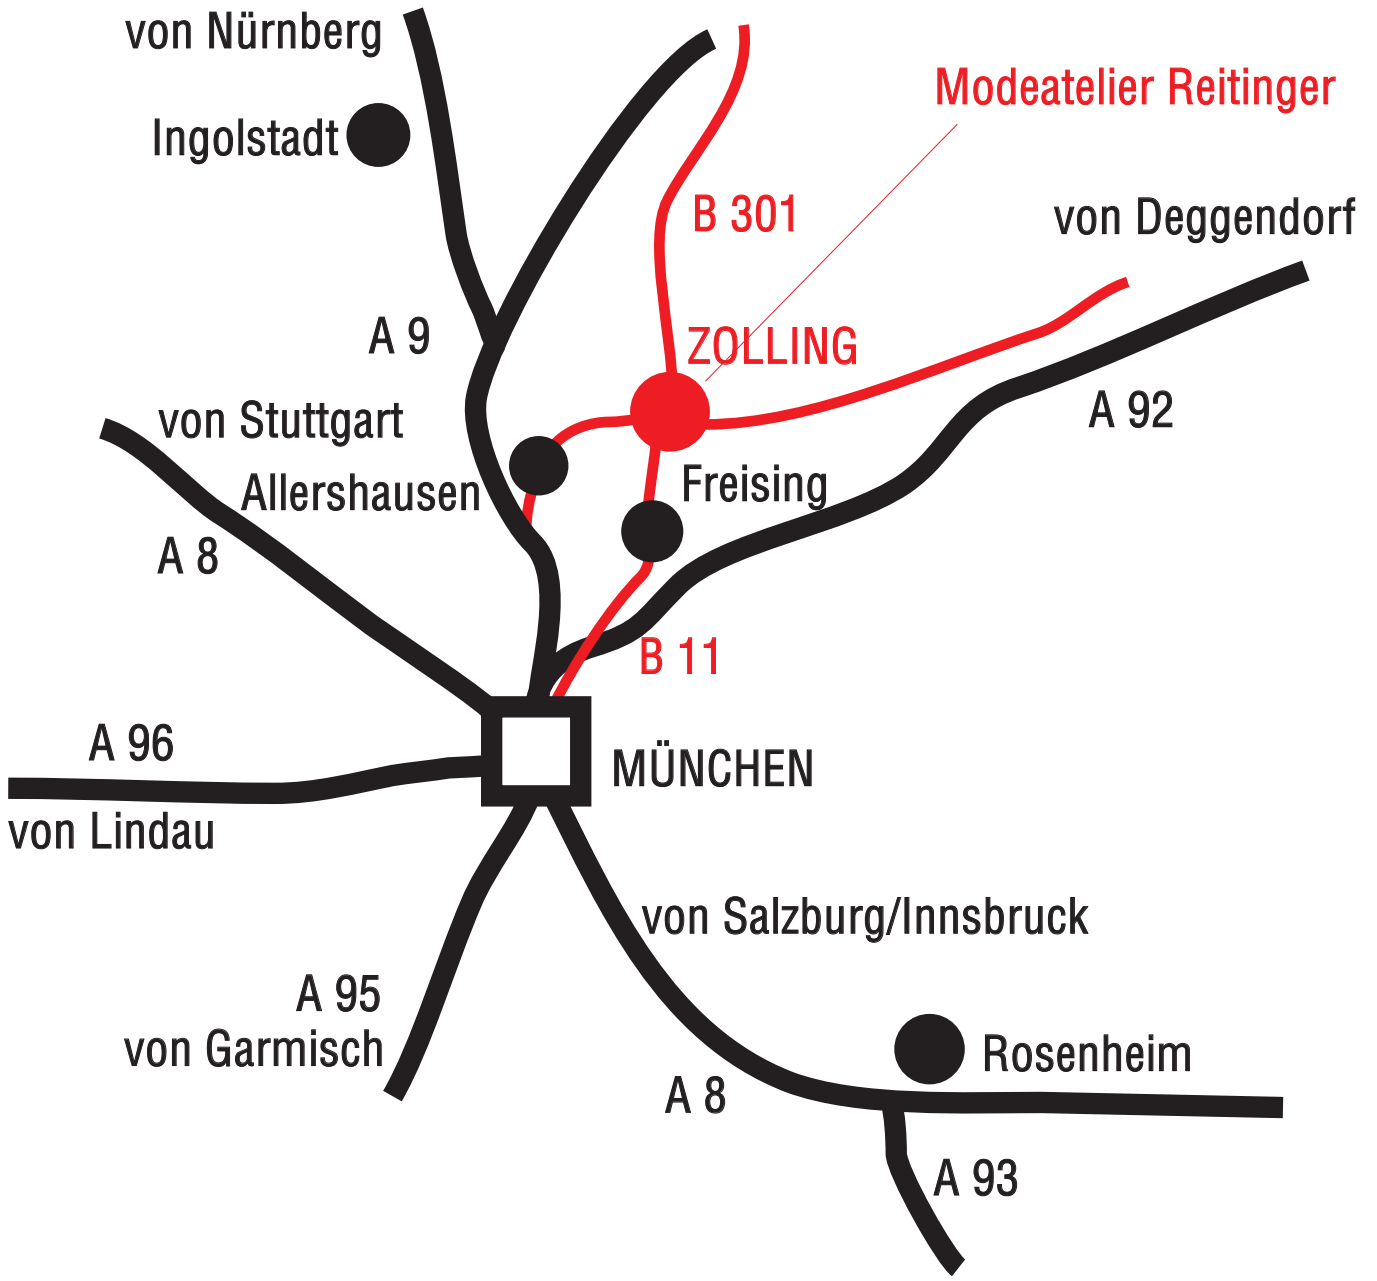 von Nürnberg
Modeatelier Reitinger
Ingolstadt
B 301
von Deggendorf
A 9
ZOLLING
A 92
von Stuttgart
Allershausen
Freising
A 8
B 11
A 96
MÜNCHEN
von Lindau
von Salzburg/Innsbruck
A 95
von Garmisch
Rosenheim
A 8
A 93